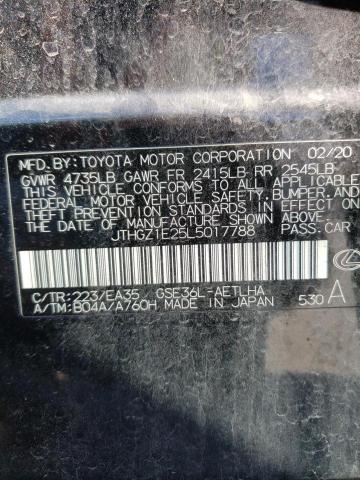 MFD.BY:TOYOTA MOTOR CORPORATION 02/20
GVWR 4735LB GAWR FR 2415LB RR 2545LB
THIS VEHICLE CONFORMS TO ALL APPLICABLE
FEDERAL MOTOR VEHICLE SAFETY, BUMPER, AND
THEFT PREVENTION STANDARDS IN EFFECT ON
THE DATE OF MANUFACTURE SHOWN ABOVE.
JTHGZ1E25L5017788 PASS.CAR
C/TR:223/EA35 GSE36L-AETLHA
A/TM:B04A/A760H MADE IN JAPAN 530 A